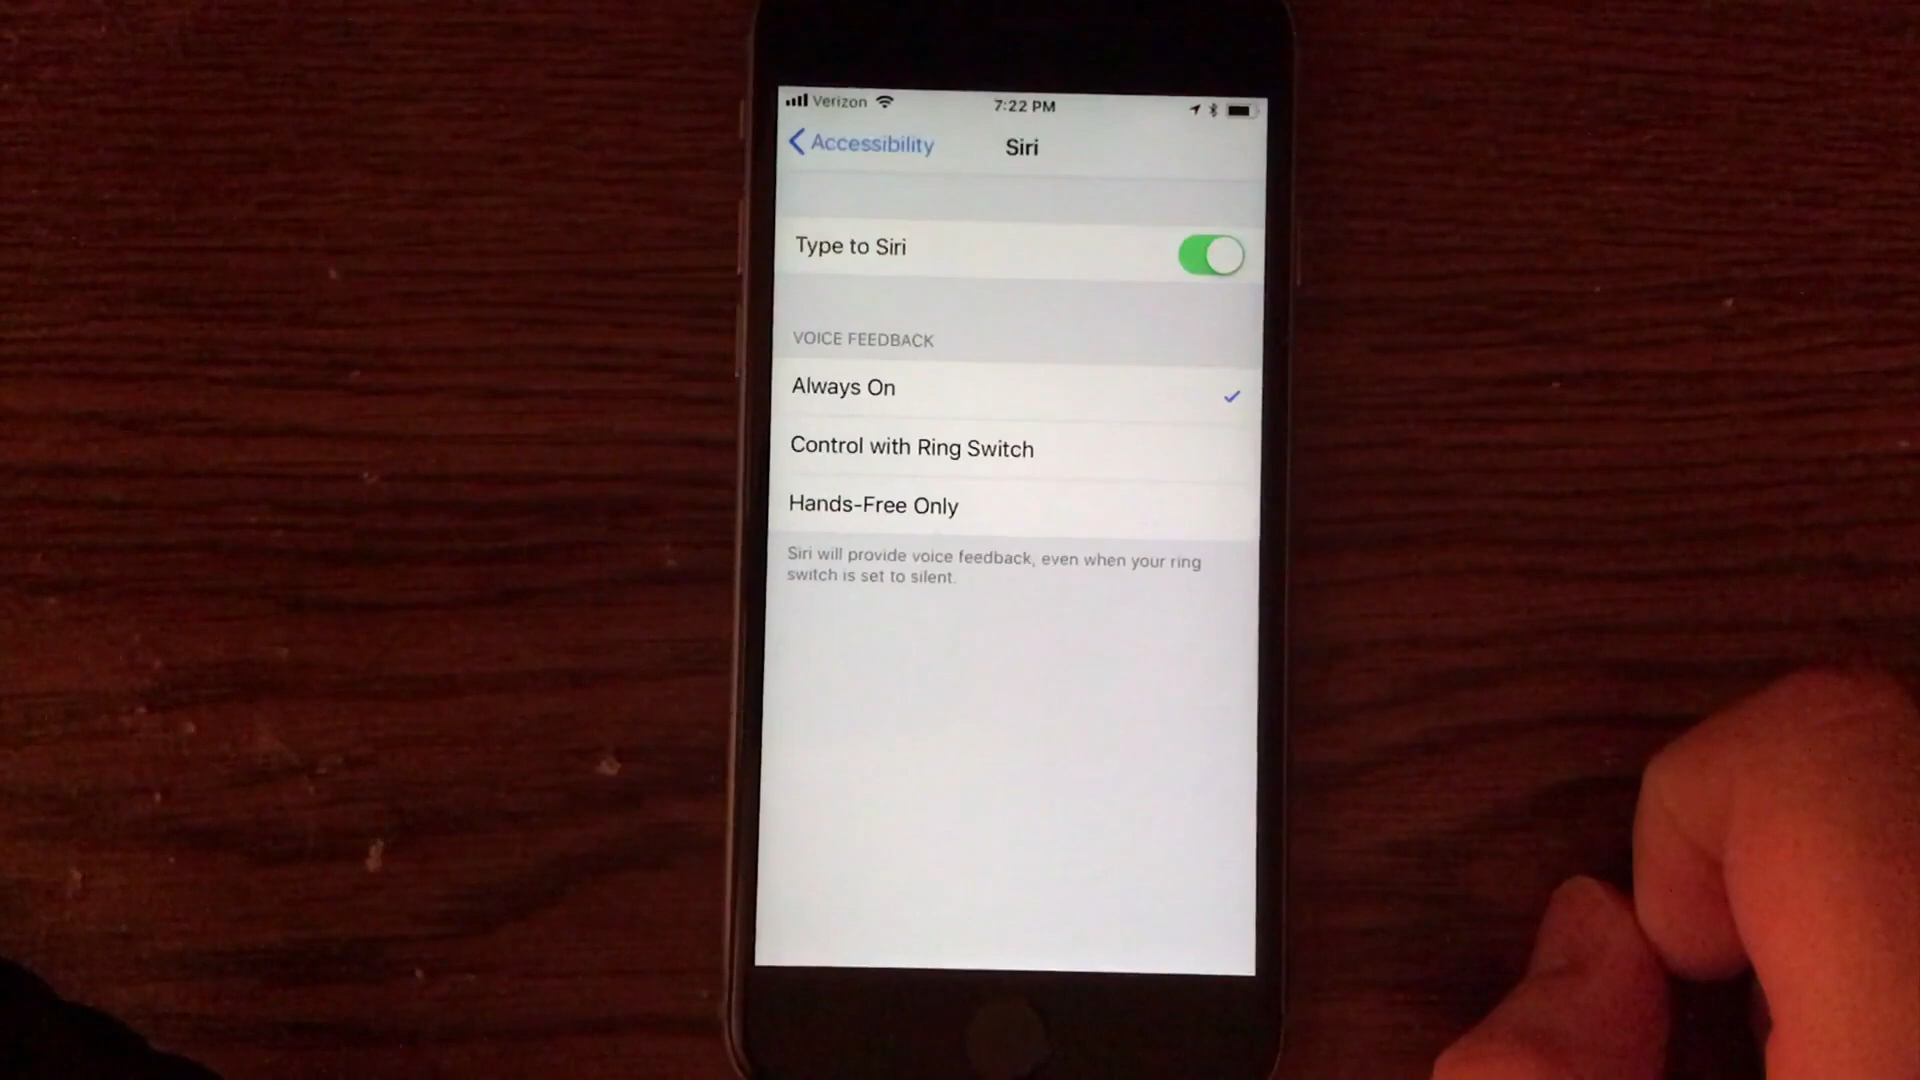 Verizon 7:22 PM
Accessibility Siri
Type to Siri
VOICE FEEDBACK
Always On
Control with Ring Switch
Hands-Free Only
Siri will provide voice feedback, even when your ring
switch is set to silent.